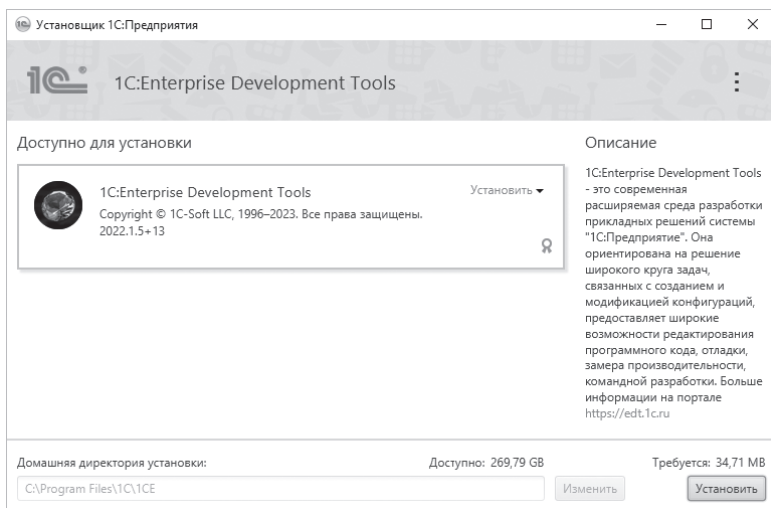 Установщик 1С:Предприятия
1C:Enterprise Development Tools
Доступно для установки
1C:Enterprise Development Tools
Установить
Copyright © 1C-Soft LLC, 1996–2023. Все права защищены.
2022.1.5+13
Описание
1C:Enterprise Development Tools
- это современная
расширяемая среда разработки
прикладных решений системы
"1С:Предприятие". Она
ориентирована на решение
широкого круга задач,
связанных с созданием и
модификацией конфигураций,
предоставляет широкие
возможности редактирования
программного кода, отладки,
замера производительности,
командной разработки. Больше
информации на портале
https://edt.1c.ru
Домашняя директория установки:
Доступно: 269,79 GB
Требуется: 34,71 MB
C:\Program Files\1C\1CE
Изменить
Установить